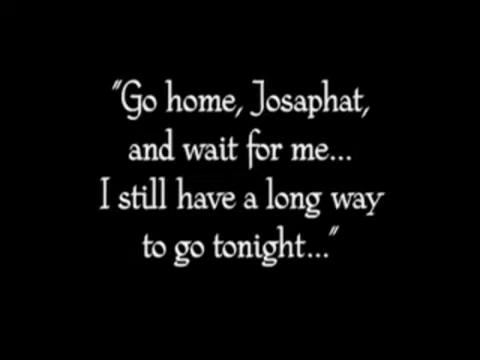 "Go home, Josaphat,
and wait for me...
I still have a long way
to go tonight..."